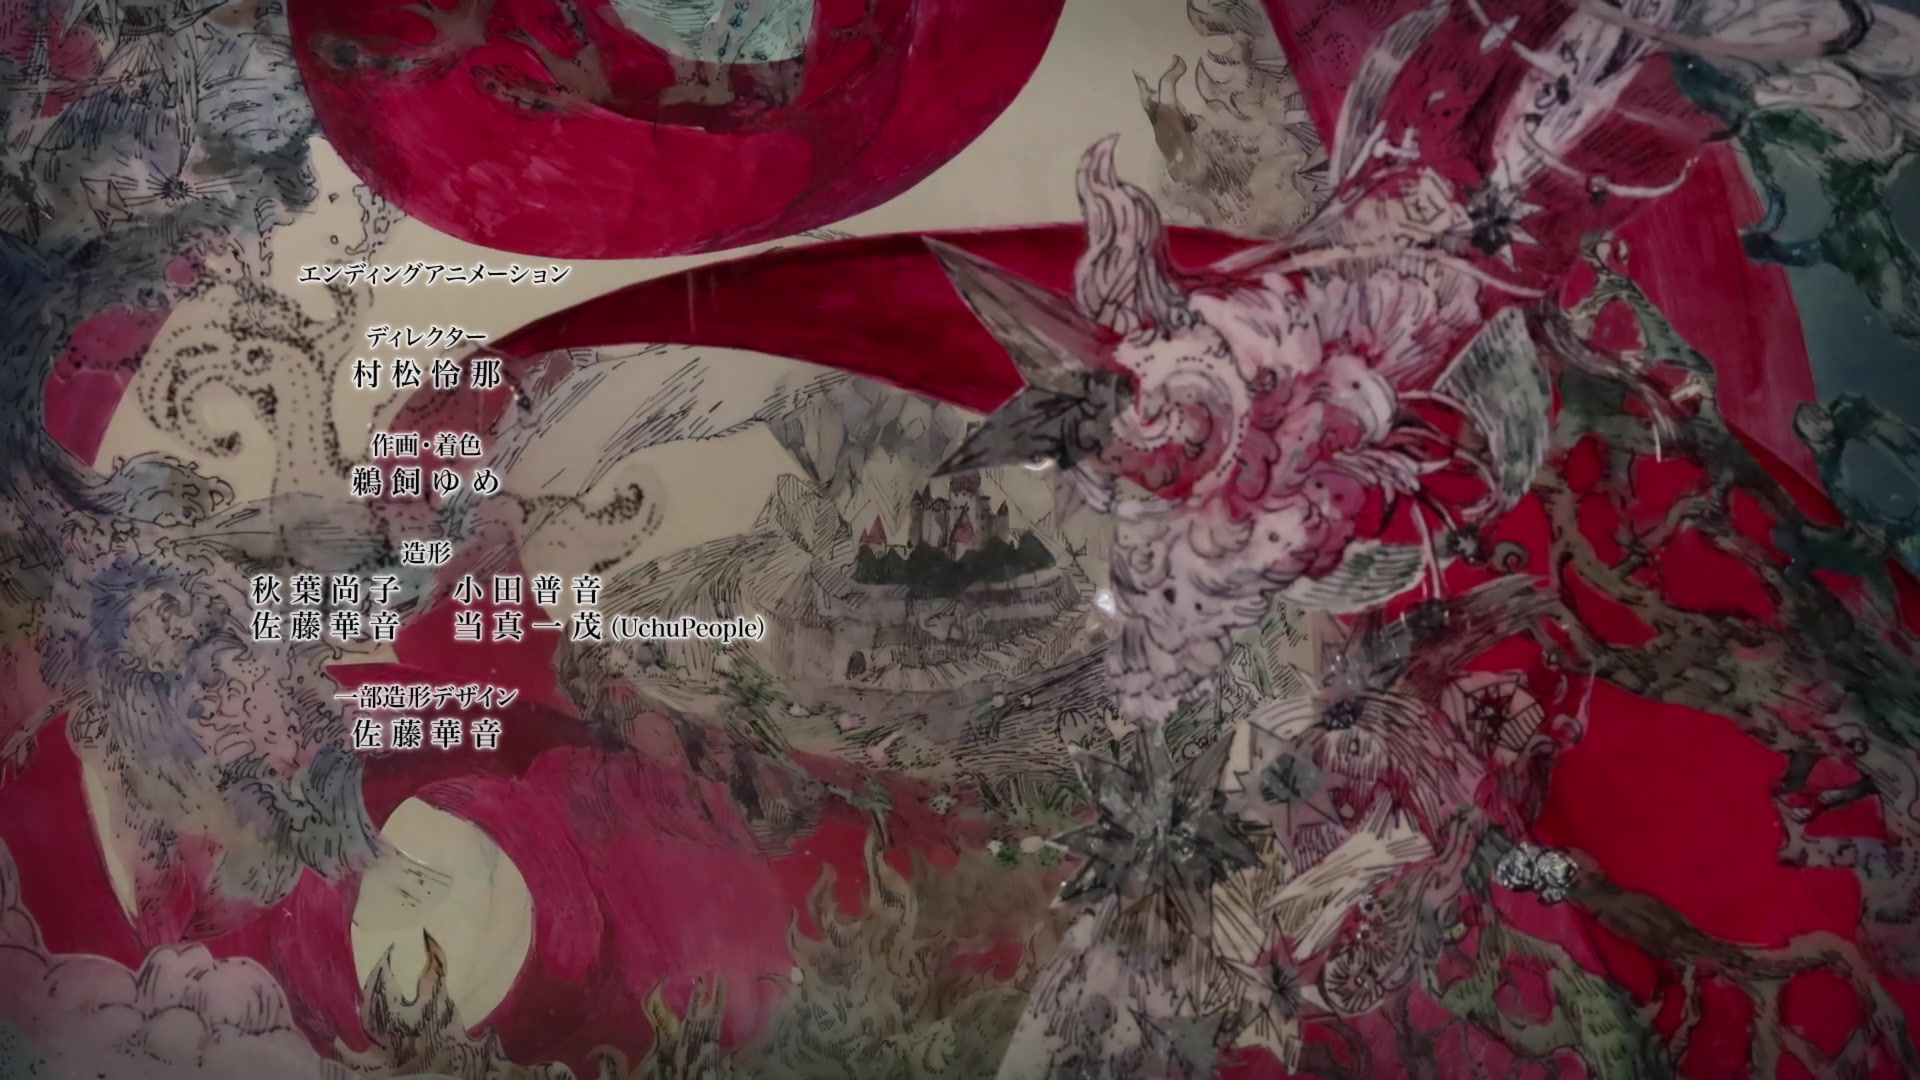 エンディングアニメーション
ディレクター
村松怜那
作画・着色
鵜飼ゆめ
造形
秋葉尚子 小田普音
佐藤華音 当真一茂 (UchuPeople)
一部造形デザイン
佐藤華音